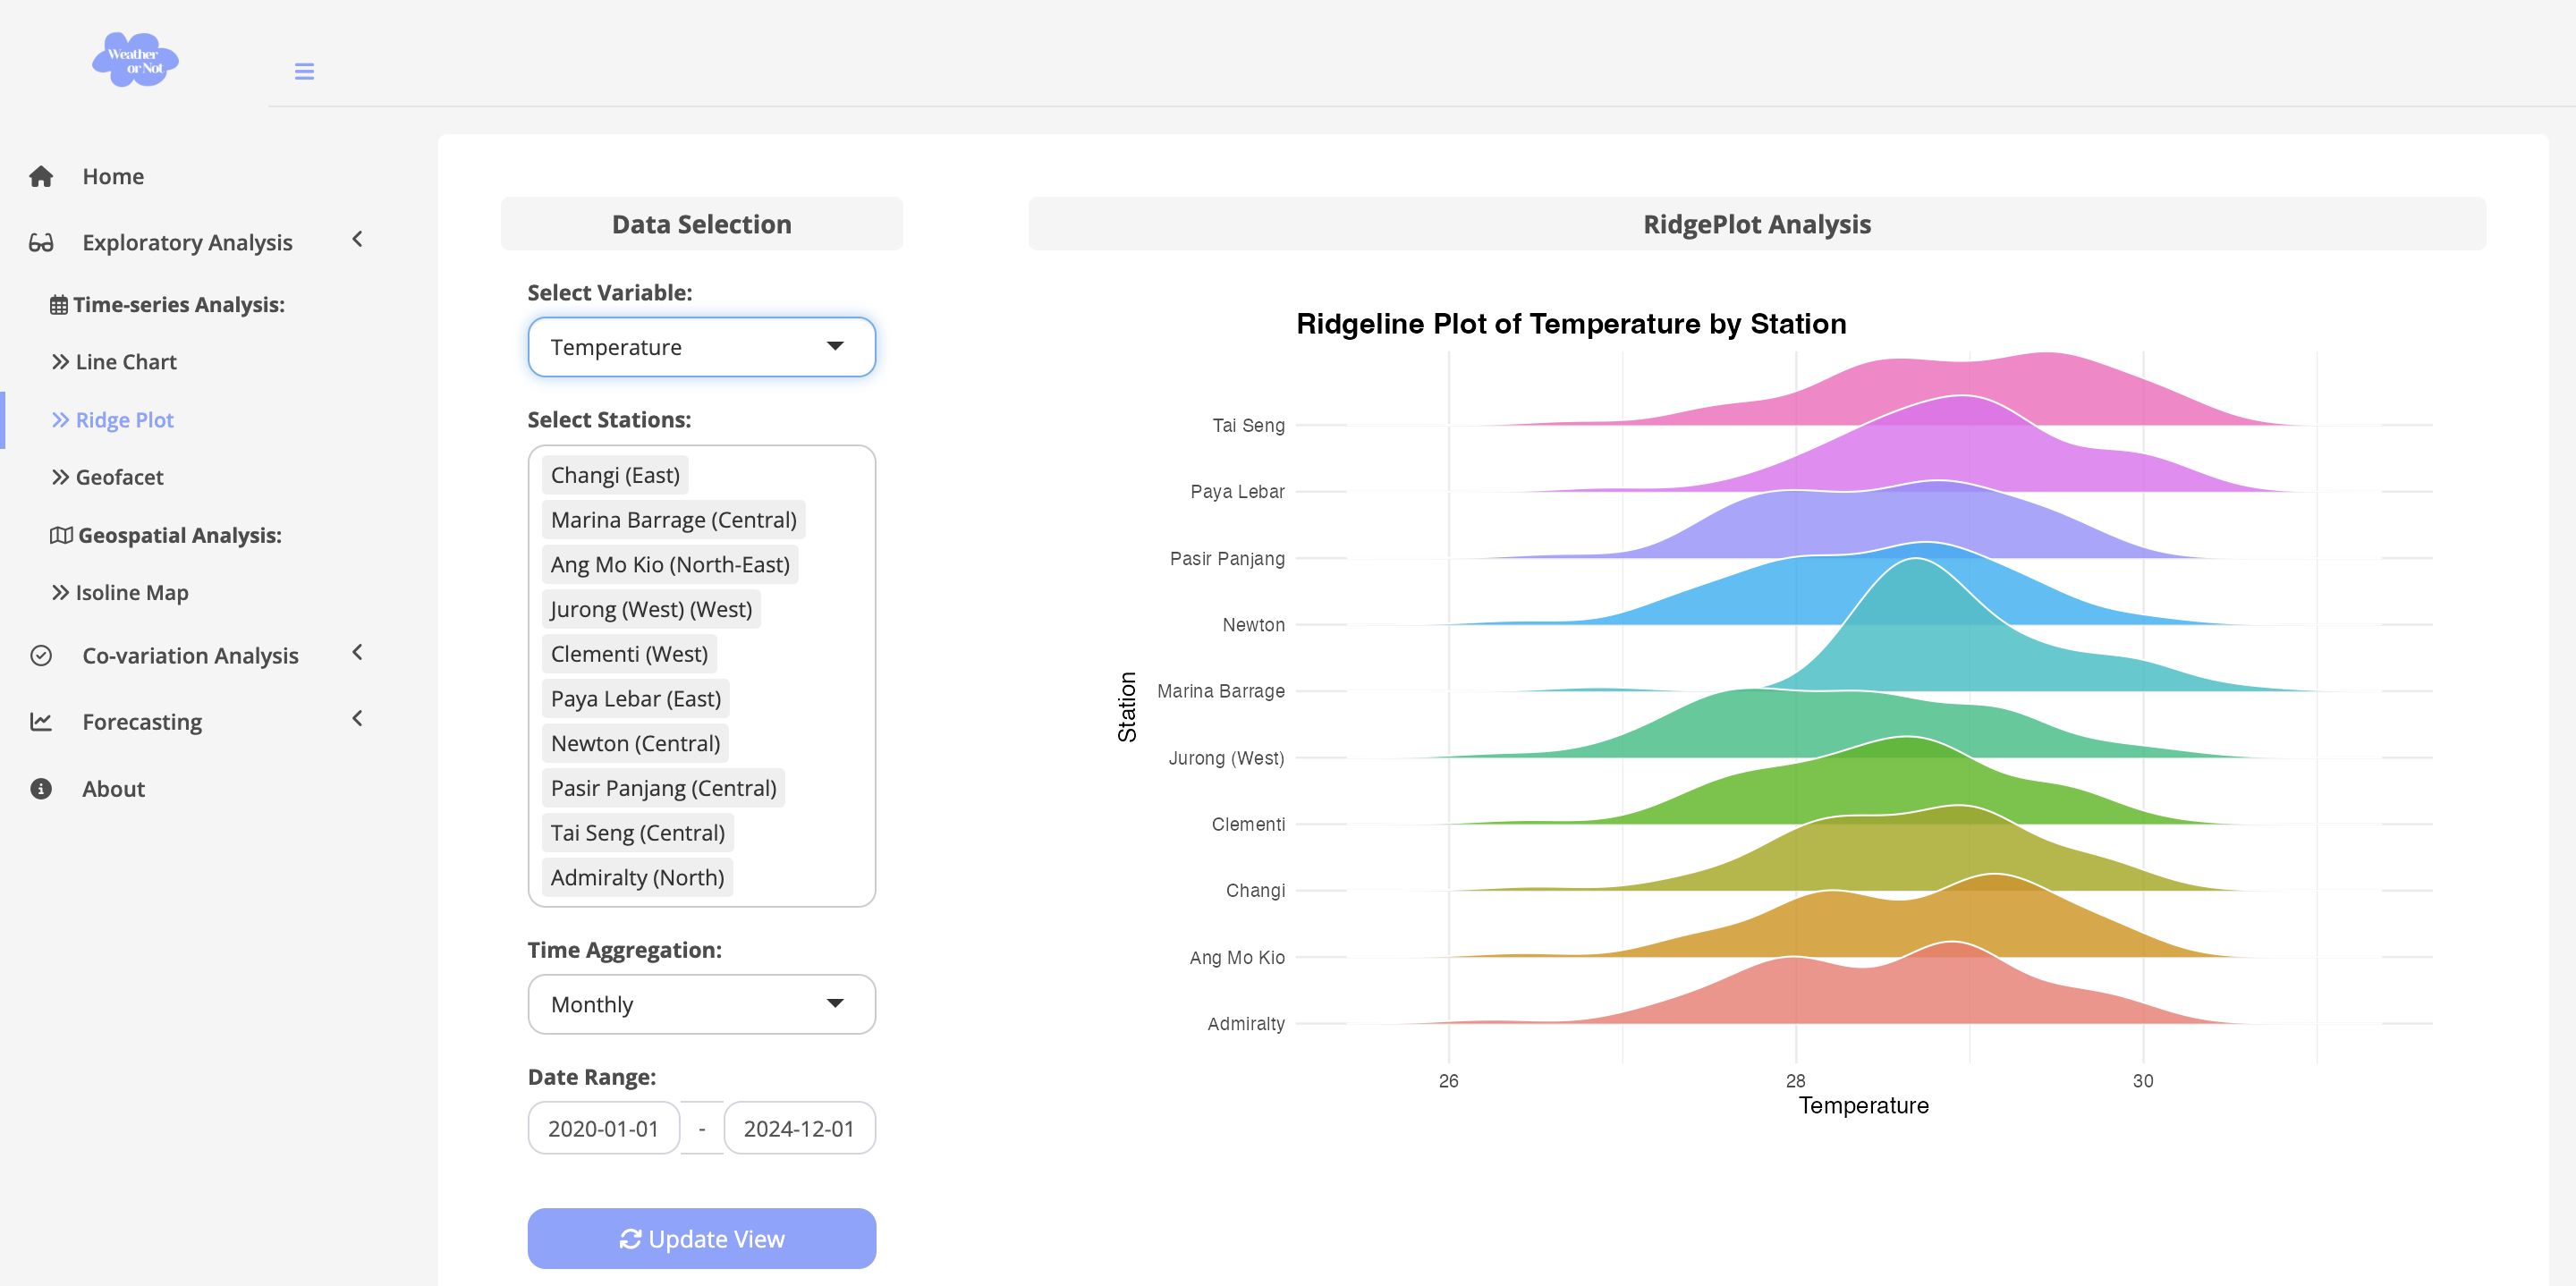 Weather
or Not
Home
Exploratory Analysis
Time-series Analysis:
Line Chart
Ridge Plot
Geofacet
Geospatial Analysis:
Isoline Map
Co-variation Analysis
Forecasting
About
Data Selection
Select Variable:
Temperature
Select Stations:
Changi (East)
Marina Barrage (Central)
Ang Mo Kio (North-East)
Jurong (West) (West)
Clementi (West)
Paya Lebar (East)
Newton (Central)
Pasir Panjang (Central)
Tai Seng (Central)
Admiralty (North)
Time Aggregation:
Monthly
Date Range:
2020-01-01 - 2024-12-01
Update View
RidgePlot Analysis
Ridgeline Plot of Temperature by Station
Station
Tai Seng
Paya Lebar
Pasir Panjang
Newton
Marina Barrage
Jurong (West)
Clementi
Changi
Ang Mo Kio
Admiralty
26 28 30
Temperature